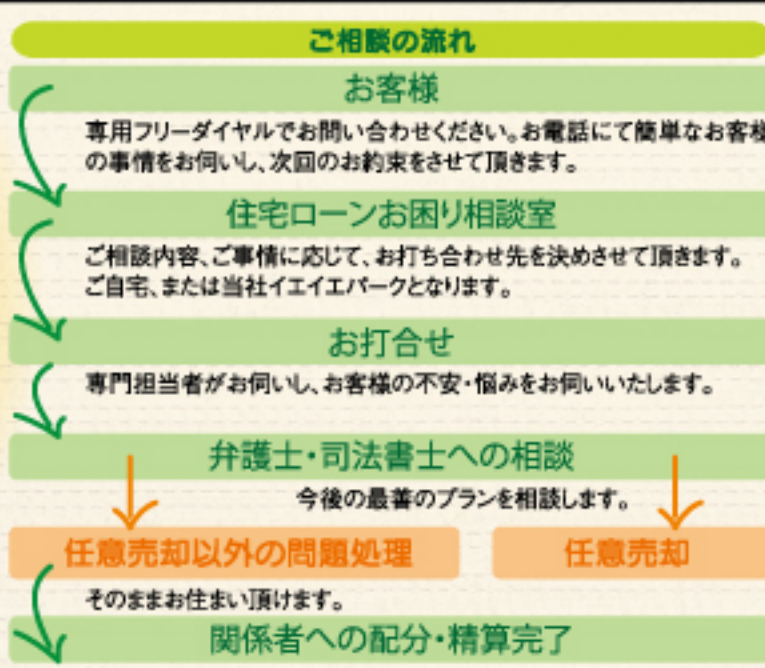 ご相談の流れ
お客様
専用フリーダイヤルでお問い合わせください。お電話にて簡単なお客様
の事情をお伺いし、次回のお約束をさせて頂きます。
住宅ローンお困り相談室
ご相談内容、ご事情に応じて、お打ち合わせ先を決めさせて頂きます。
ご自宅、または当社イエイエパークとなります。
お打合せ
専門担当者がお伺いし、お客様の不安・悩みをお伺いいたします。
弁護士・司法書士への相談
今後の最善のプランを相談します。
任意売却以外の問題処理
任意売却
そのままお住まい頂けます。
関係者への配分・精算完了